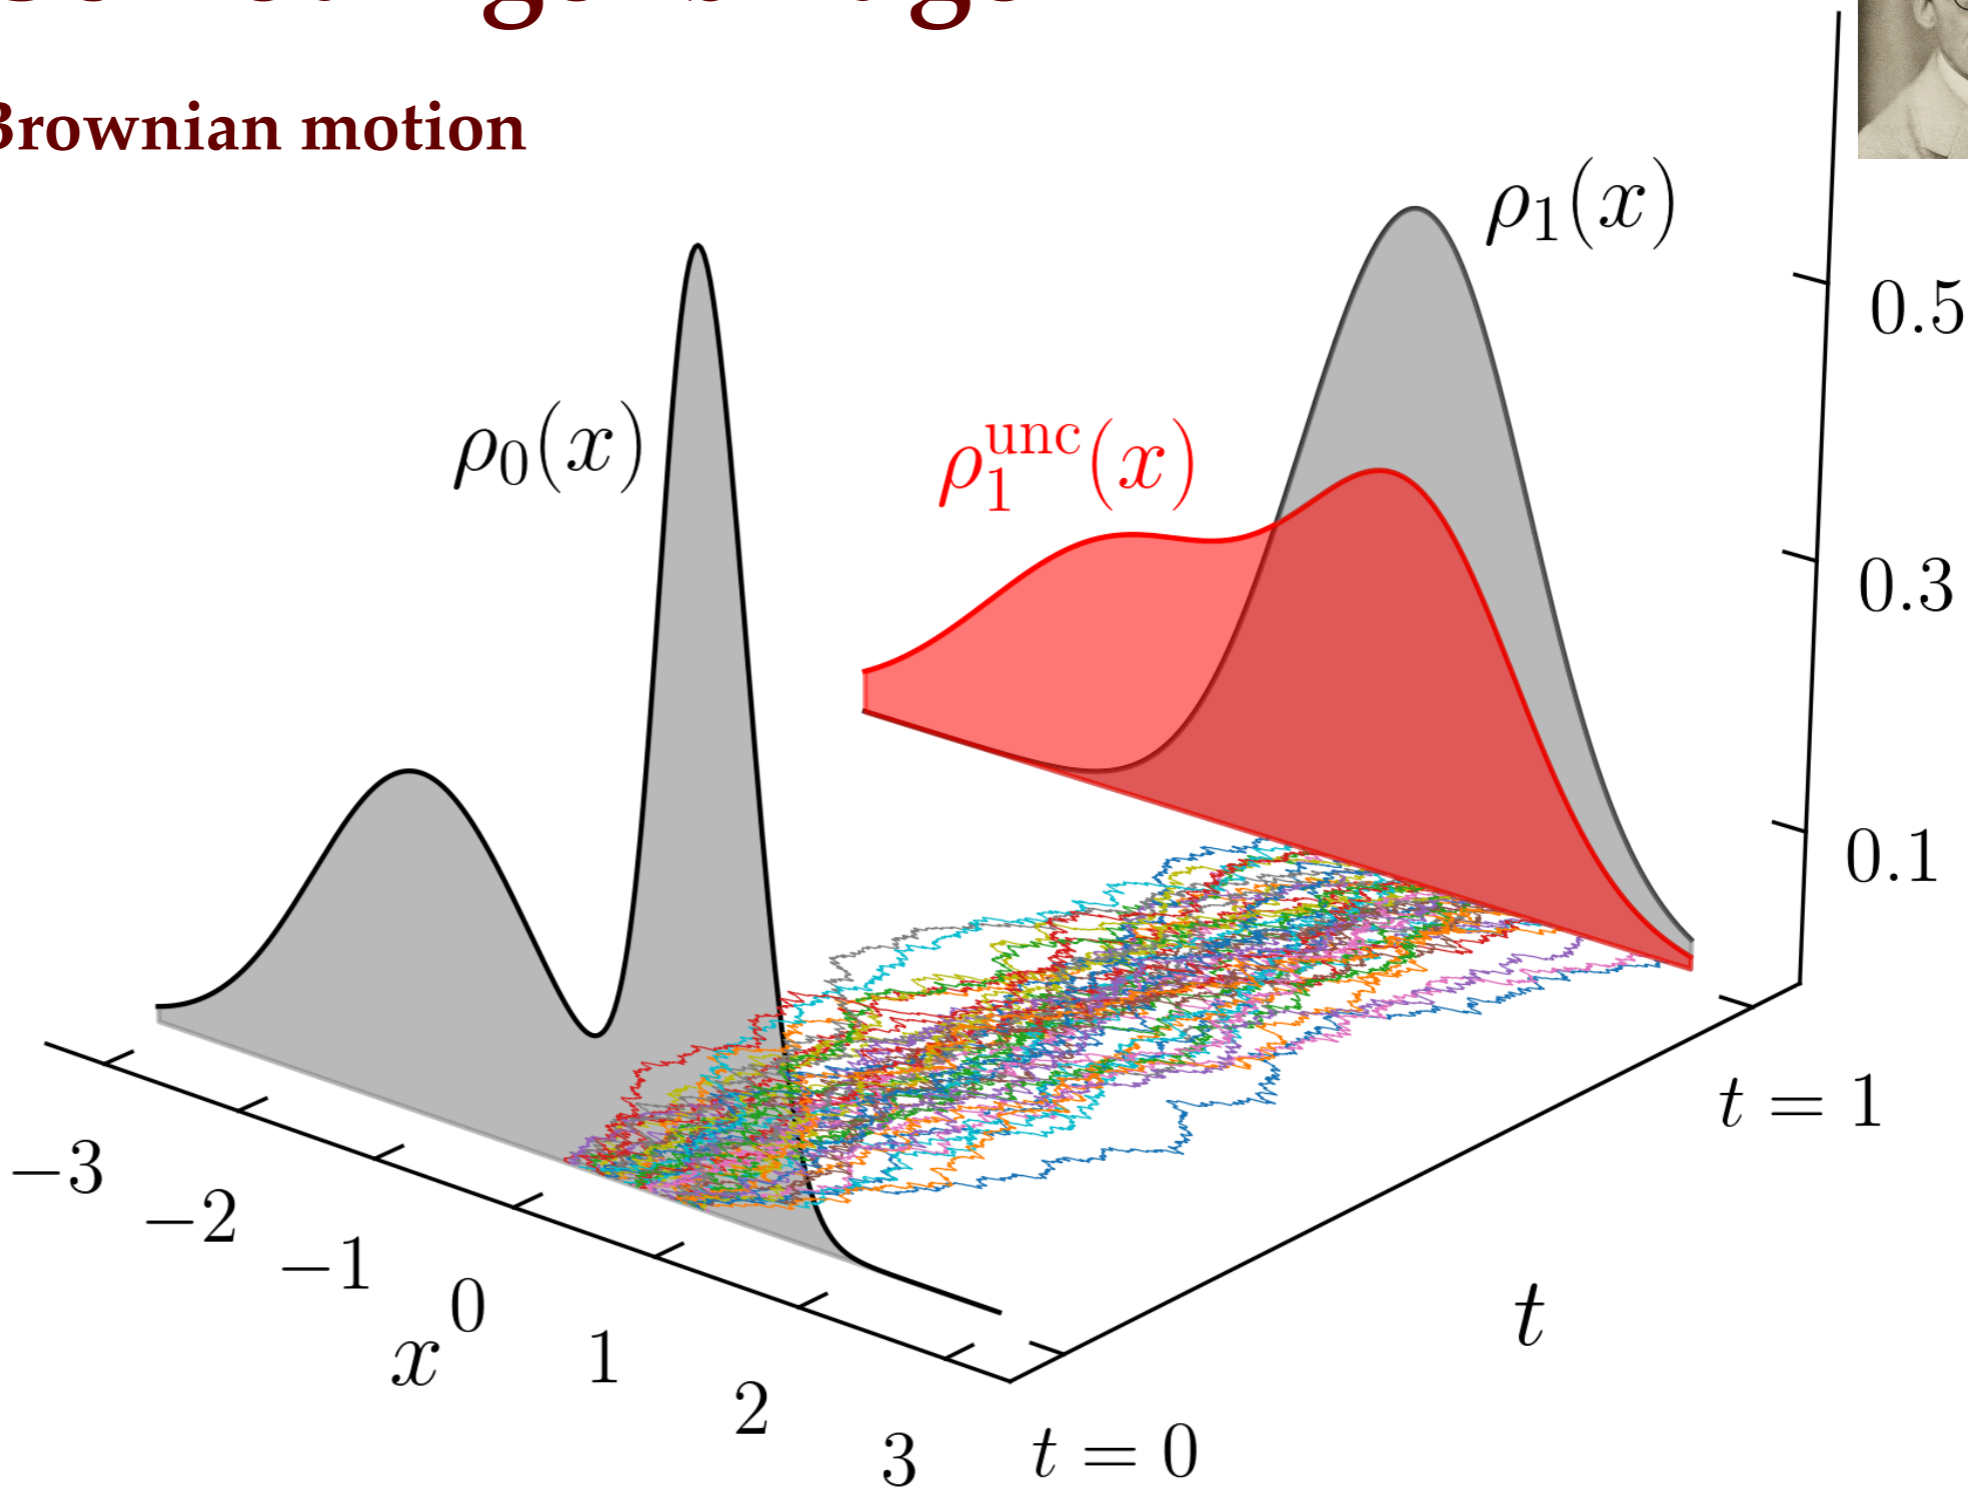 Brownian motion
ρ₁(x)
ρ₀(x)
ρ₁ᵘⁿᶜ(x)
0.5
0.3
0.1
−3
−2
−1
0
1
2
3
x
t = 0
t
t = 1